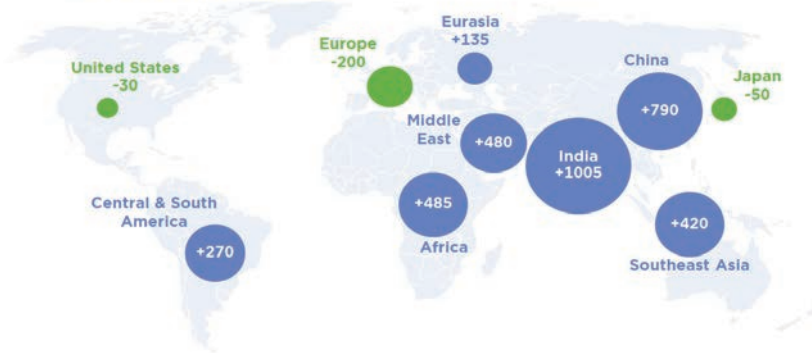 United States
-30
Europe
-200
Eurasia
+135
China
+790
Japan
-50
Middle
East
+480
India
+1005
Central & South
America
+270
+485
Africa
+420
Southeast Asia